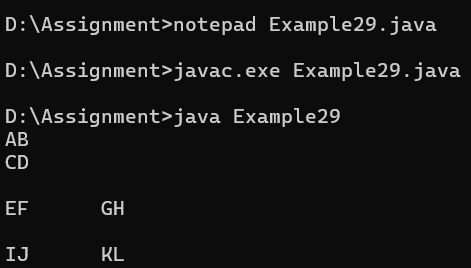 D:\Assignment>notepad Example29.java
D:\Assignment>javac.exe Example29.java
D:\Assignment>java Example29
AB
CD
EF      GH
IJ      KL